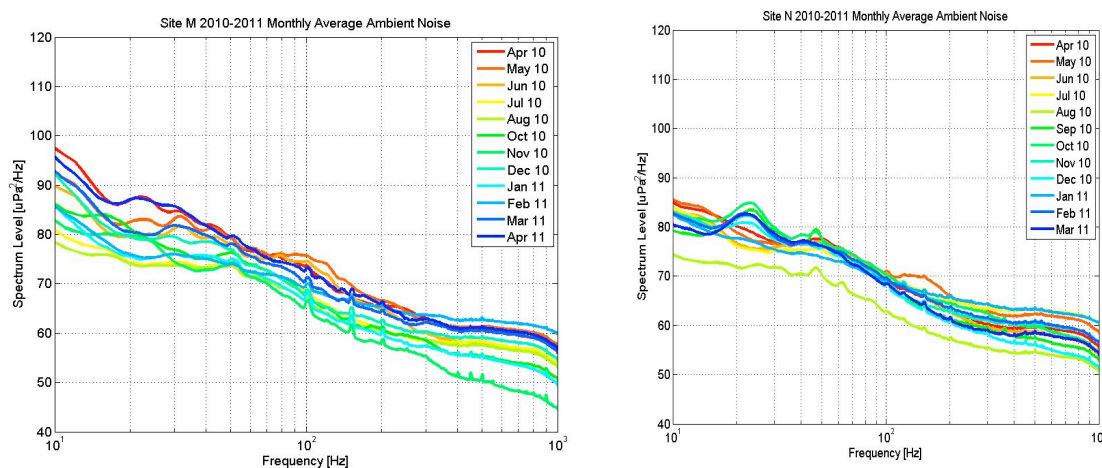 Site M 2010-2011 Monthly Average Ambient Noise
120
110
100
90
80
70
60
50
40
Spectrum Level [uPa²/Hz]
10¹
10²
10³
Frequency [Hz]
Apr 10
May 10
Jun 10
Jul 10
Aug 10
Oct 10
Nov 10
Dec 10
Jan 11
Feb 11
Mar 11
Apr 11
Site N 2010-2011 Monthly Average Ambient Noise
120
110
100
90
80
70
60
50
40
Spectrum Level [uPa²/Hz]
10¹
10²
10³
Frequency [Hz]
Apr 10
May 10
Jun 10
Jul 10
Aug 10
Sep 10
Oct 10
Nov 10
Dec 10
Jan 11
Feb 11
Mar 11